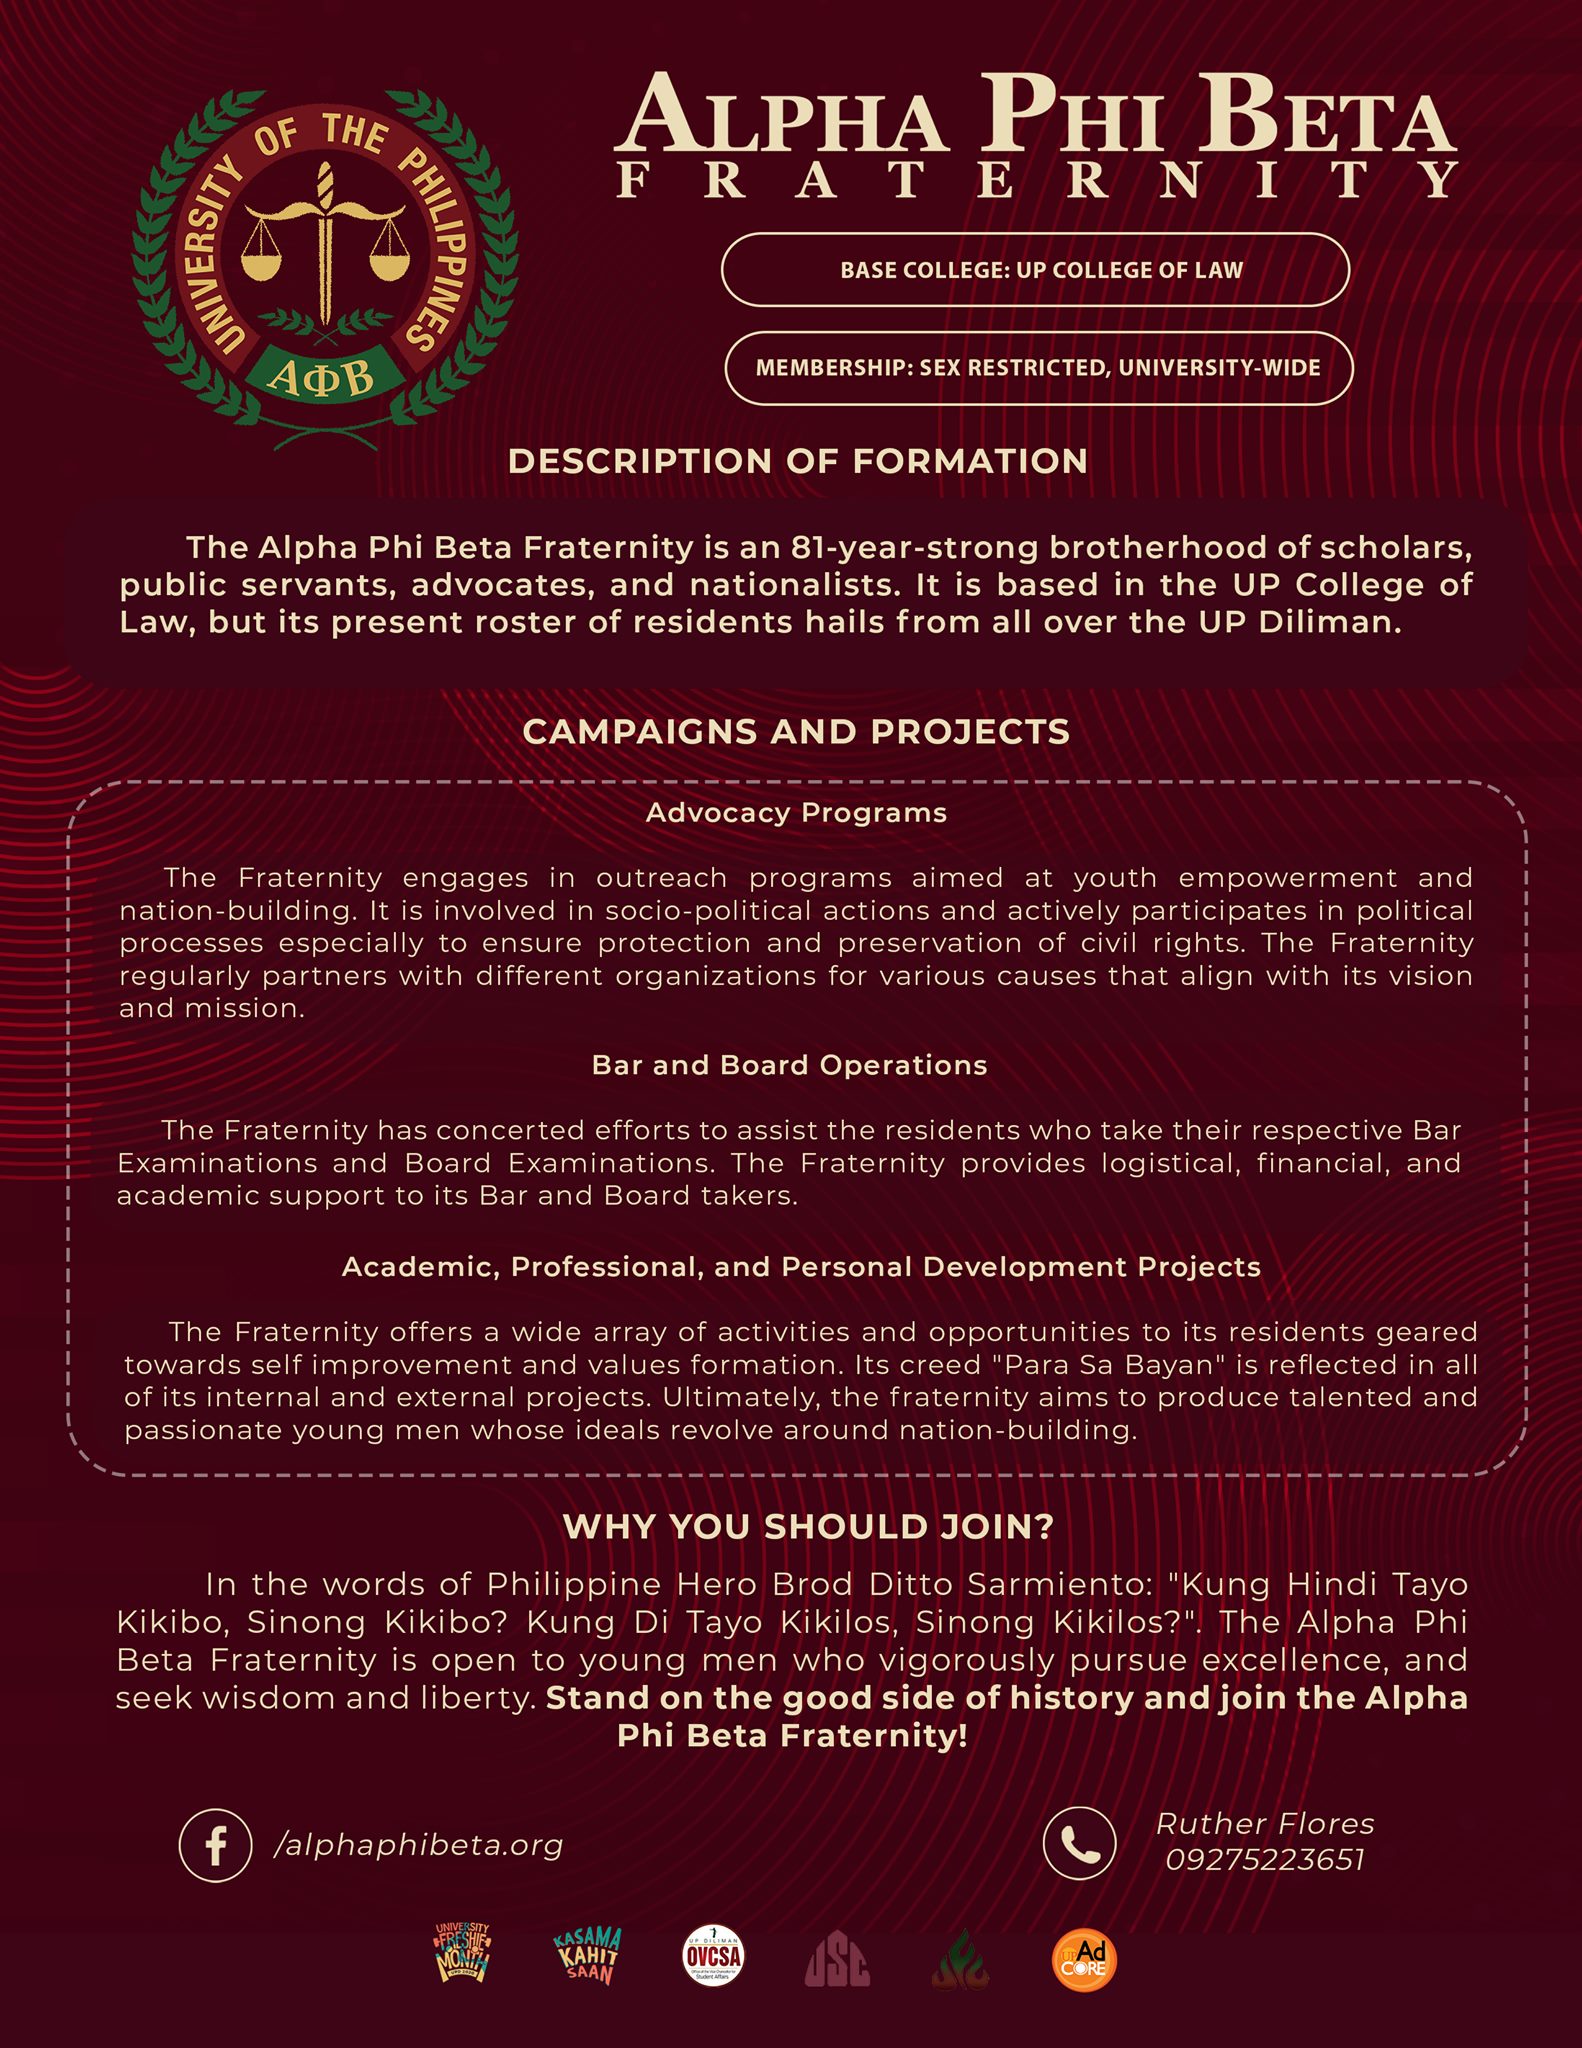 UNIVERSITY OF THE PHILIPPINES
ΑΦΒ
ALPHA PHI BETA
FRATERNITY
BASE COLLEGE: UP COLLEGE OF LAW
MEMBERSHIP: SEX RESTRICTED, UNIVERSITY-WIDE
DESCRIPTION OF FORMATION
The Alpha Phi Beta Fraternity is an 81-year-strong brotherhood of scholars,
public servants, advocates, and nationalists. It is based in the UP College of
Law, but its present roster of residents hails from all over the UP Diliman.
CAMPAIGNS AND PROJECTS
Advocacy Programs
The Fraternity engages in outreach programs aimed at youth empowerment and
nation-building. It is involved in socio-political actions and actively participates in political
processes especially to ensure protection and preservation of civil rights. The Fraternity
regularly partners with different organizations for various causes that align with its vision
and mission.
Bar and Board Operations
The Fraternity has concerted efforts to assist the residents who take their respective Bar
Examinations and Board Examinations. The Fraternity provides logistical, financial, and
academic support to its Bar and Board takers.
Academic, Professional, and Personal Development Projects
The Fraternity offers a wide array of activities and opportunities to its residents geared
towards self improvement and values formation. Its creed "Para Sa Bayan" is reflected in all
of its internal and external projects. Ultimately, the fraternity aims to produce talented and
passionate young men whose ideals revolve around nation-building.
WHY YOU SHOULD JOIN?
In the words of Philippine Hero Brod Ditto Sarmiento: "Kung Hindi Tayo
Kikibo, Sinong Kikibo? Kung Di Tayo Kikilos, Sinong Kikilos?". The Alpha Phi
Beta Fraternity is open to young men who vigorously pursue excellence, and
seek wisdom and liberty. Stand on the good side of history and join the Alpha
Phi Beta Fraternity!
/alphaphibeta.org
Ruther Flores
09275223651
UNIVERSITY
FRESHIE
MONTH
UPD 2020
KASAMA
KAHIT
SAAN
UP DILIMAN
OVCSA
Office of the Vice Chancellor for
Student Affairs
USC
UP Ad
CORE